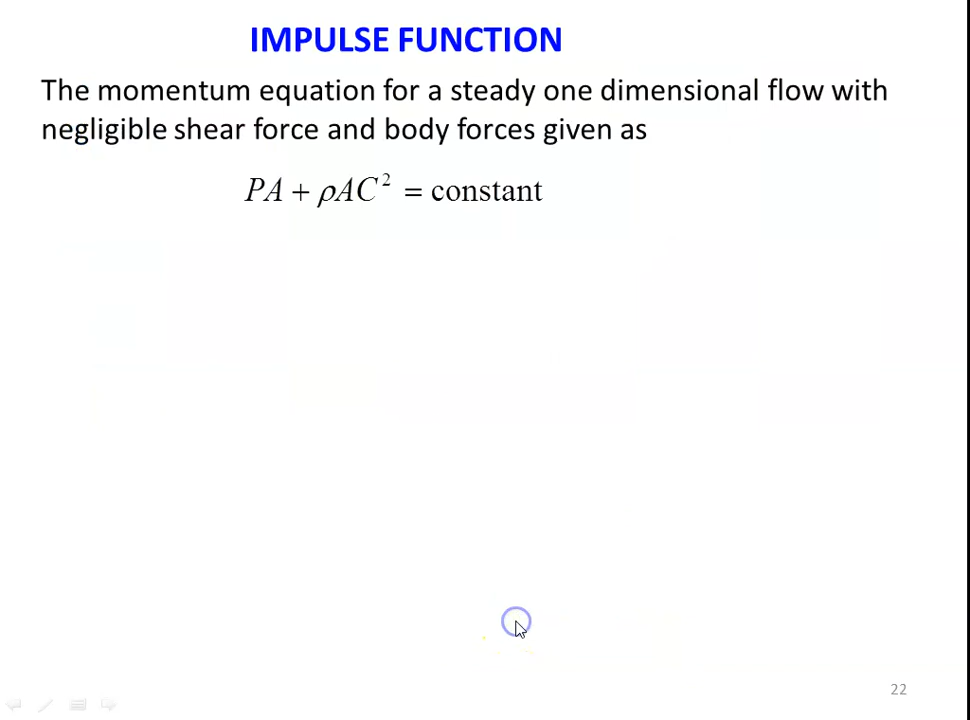 IMPULSE FUNCTION
The momentum equation for a steady one dimensional flow with
negligible shear force and body forces given as
PA + ρAC² = constant
22